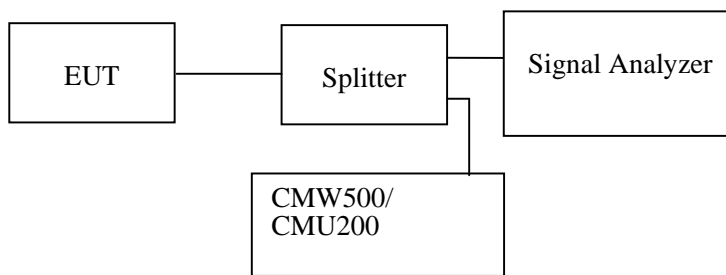 EUT
Splitter
Signal Analyzer
CMW500/
CMU200